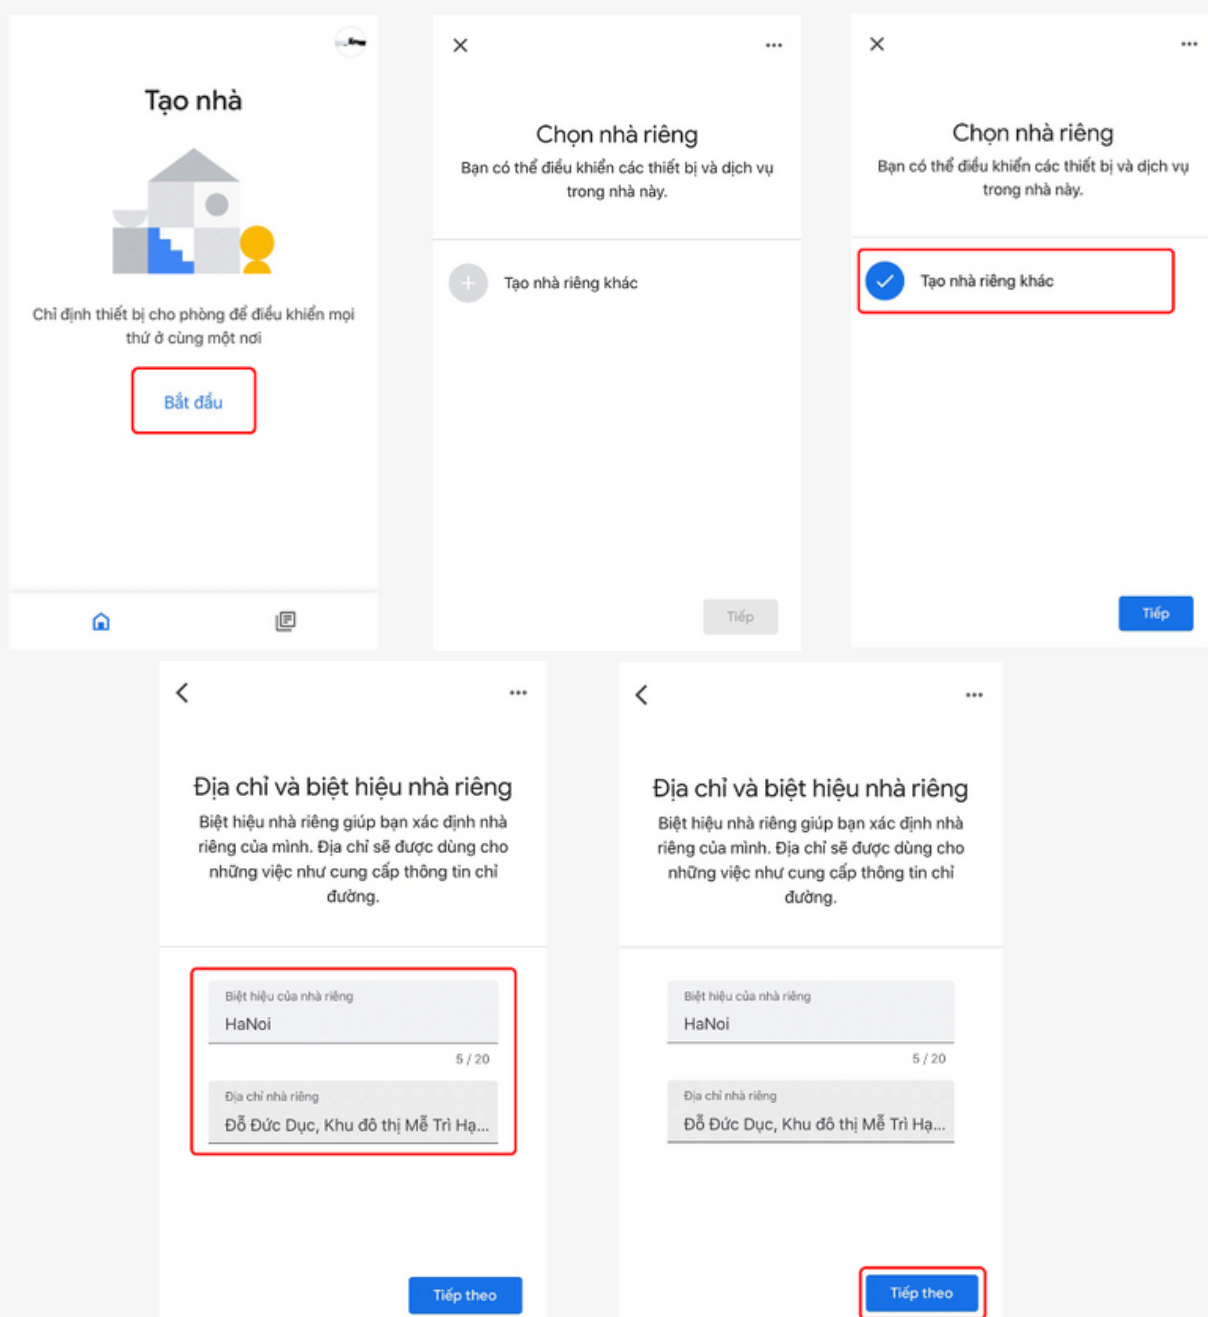 Tạo nhà
Chỉ định thiết bị cho phòng để điều khiển mọi
thứ ở cùng một nơi
Bắt đầu
Chọn nhà riêng
Bạn có thể điều khiển các thiết bị và dịch vụ
trong nhà này.
Tạo nhà riêng khác
Tiếp
Chọn nhà riêng
Bạn có thể điều khiển các thiết bị và dịch vụ
trong nhà này.
Tạo nhà riêng khác
Tiếp
Địa chỉ và biệt hiệu nhà riêng
Biệt hiệu nhà riêng giúp bạn xác định nhà
riêng của mình. Địa chỉ sẽ được dùng cho
những việc như cung cấp thông tin chỉ
đường.
Biệt hiệu của nhà riêng
HaNoi
5 / 20
Địa chỉ nhà riêng
Đỗ Đức Dục, Khu đô thị Mễ Trì Hạ...
Tiếp theo
Địa chỉ và biệt hiệu nhà riêng
Biệt hiệu nhà riêng giúp bạn xác định nhà
riêng của mình. Địa chỉ sẽ được dùng cho
những việc như cung cấp thông tin chỉ
đường.
Biệt hiệu của nhà riêng
HaNoi
5 / 20
Địa chỉ nhà riêng
Đỗ Đức Dục, Khu đô thị Mễ Trì Hạ...
Tiếp theo